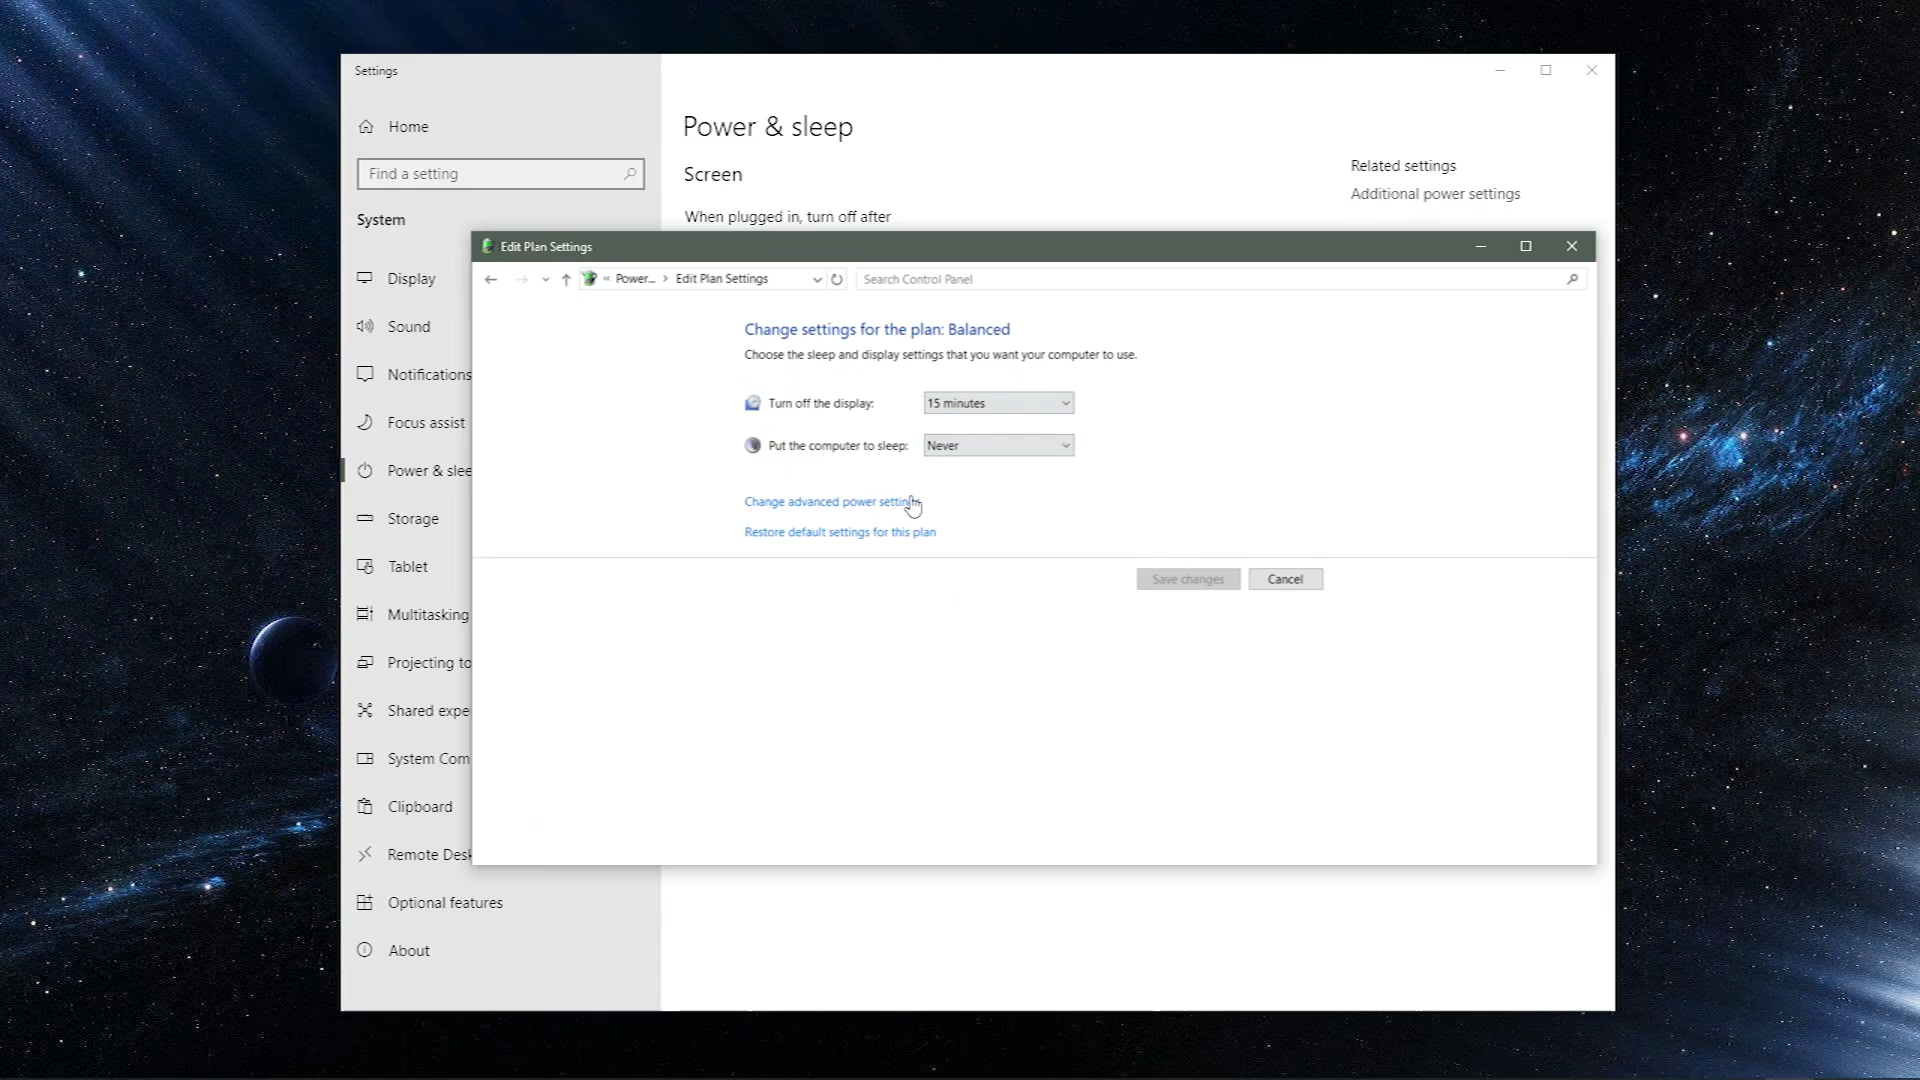 Settings
Home
Find a setting
System
Display
Sound
Notifications
Focus assist
Power & slee
Storage
Tablet
Multitasking
Projecting to
Shared expe
System Com
Clipboard
Remote Desk
Optional features
About
Power & sleep
Screen
When plugged in, turn off after
Related settings
Additional power settings
Edit Plan Settings
« Power... > Edit Plan Settings
Search Control Panel
Change settings for the plan: Balanced
Choose the sleep and display settings that you want your computer to use.
Turn off the display: 15 minutes
Put the computer to sleep: Never
Change advanced power settings
Restore default settings for this plan
Save changes Cancel